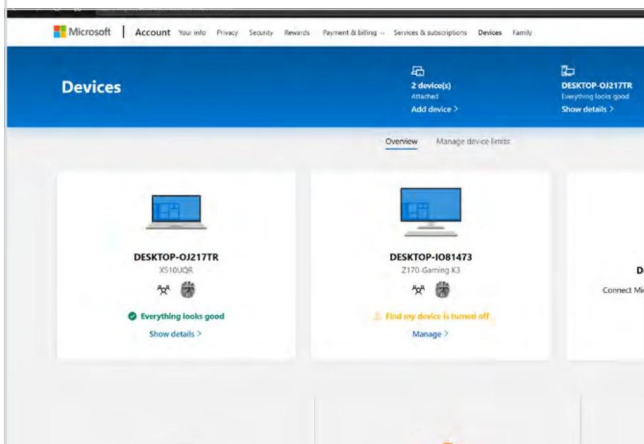 Microsoft | Account Your info Privacy Security Rewards Payment & billing Services & subscriptions Devices Family
Devices
2 device(s)
Attached
Add device >
DESKTOP-OJ217TR
Everything looks good
Show details >
Overview Manage device limits
DESKTOP-OJ217TR
X510UQR
Everything looks good
Show details >
DESKTOP-IO81473
Z170-Gaming K3
Find my device is turned off
Manage >
D
Connect Mi